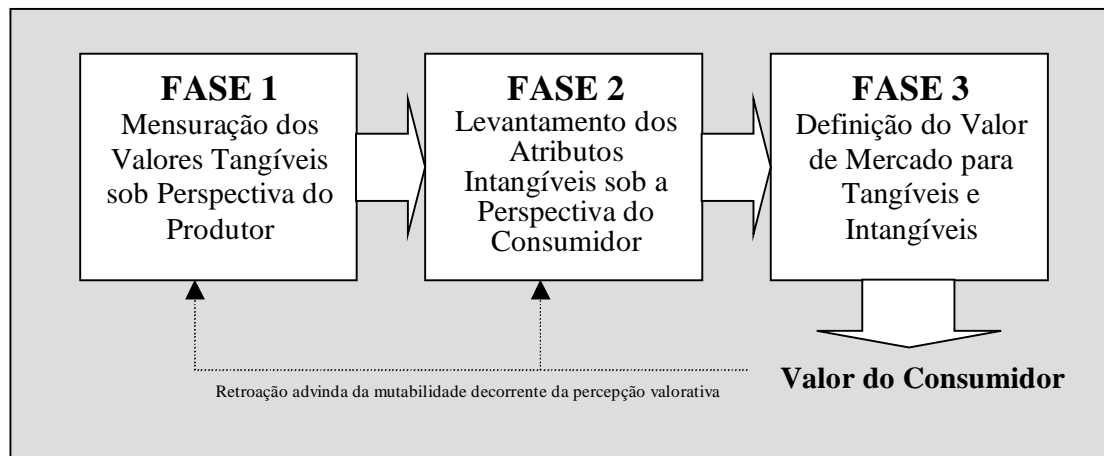 FASE 1
Mensuração dos
Valores Tangíveis
sob Perspectiva do
Produtor
FASE 2
Levantamento dos
Atributos
Intangíveis sob a
Perspectiva do
Consumidor
FASE 3
Definição do Valor
de Mercado para
Tangíveis e
Intangíveis
Valor do Consumidor
Retroação advinda da mutabilidade decorrente da percepção valorativa